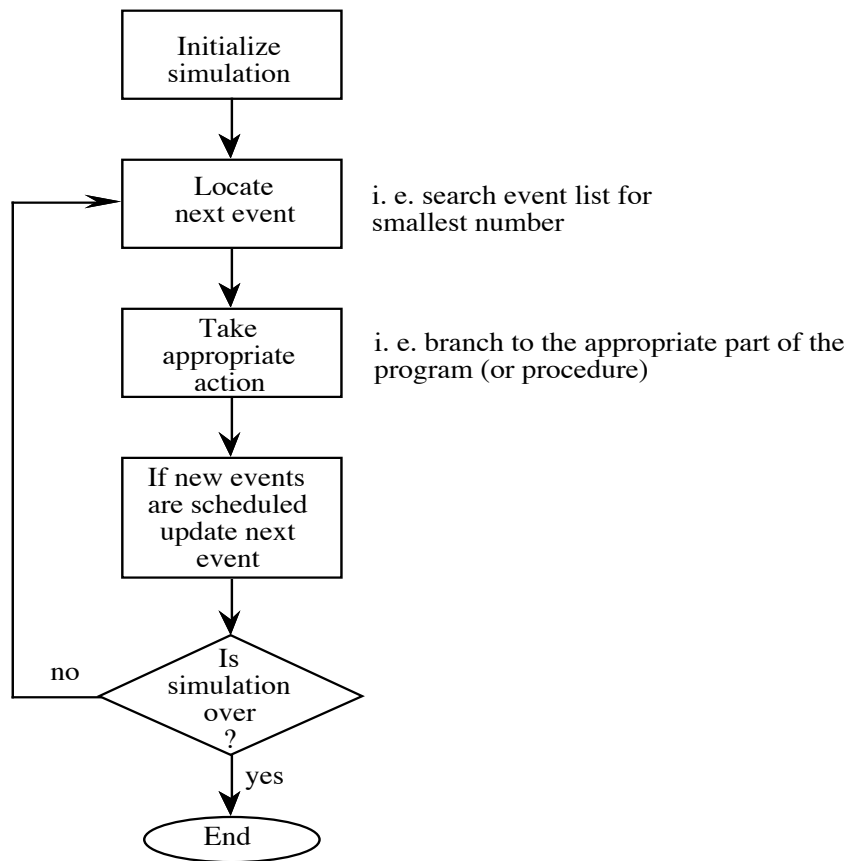 Initialize
simulation
Locate
next event
i. e. search event list for
smallest number
Take
appropriate
action
i. e. branch to the appropriate part of the
program (or procedure)
If new events
are scheduled
update next
event
Is
simulation
over
?
no
yes
End